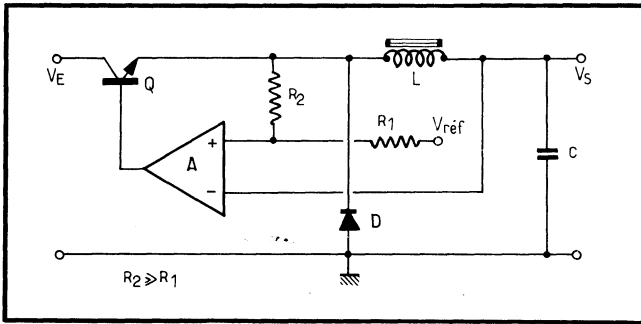 V_E
Q
R_2
L
V_S
R_1
V_réf
C
A
+
−
D
R_2 ≫ R_1